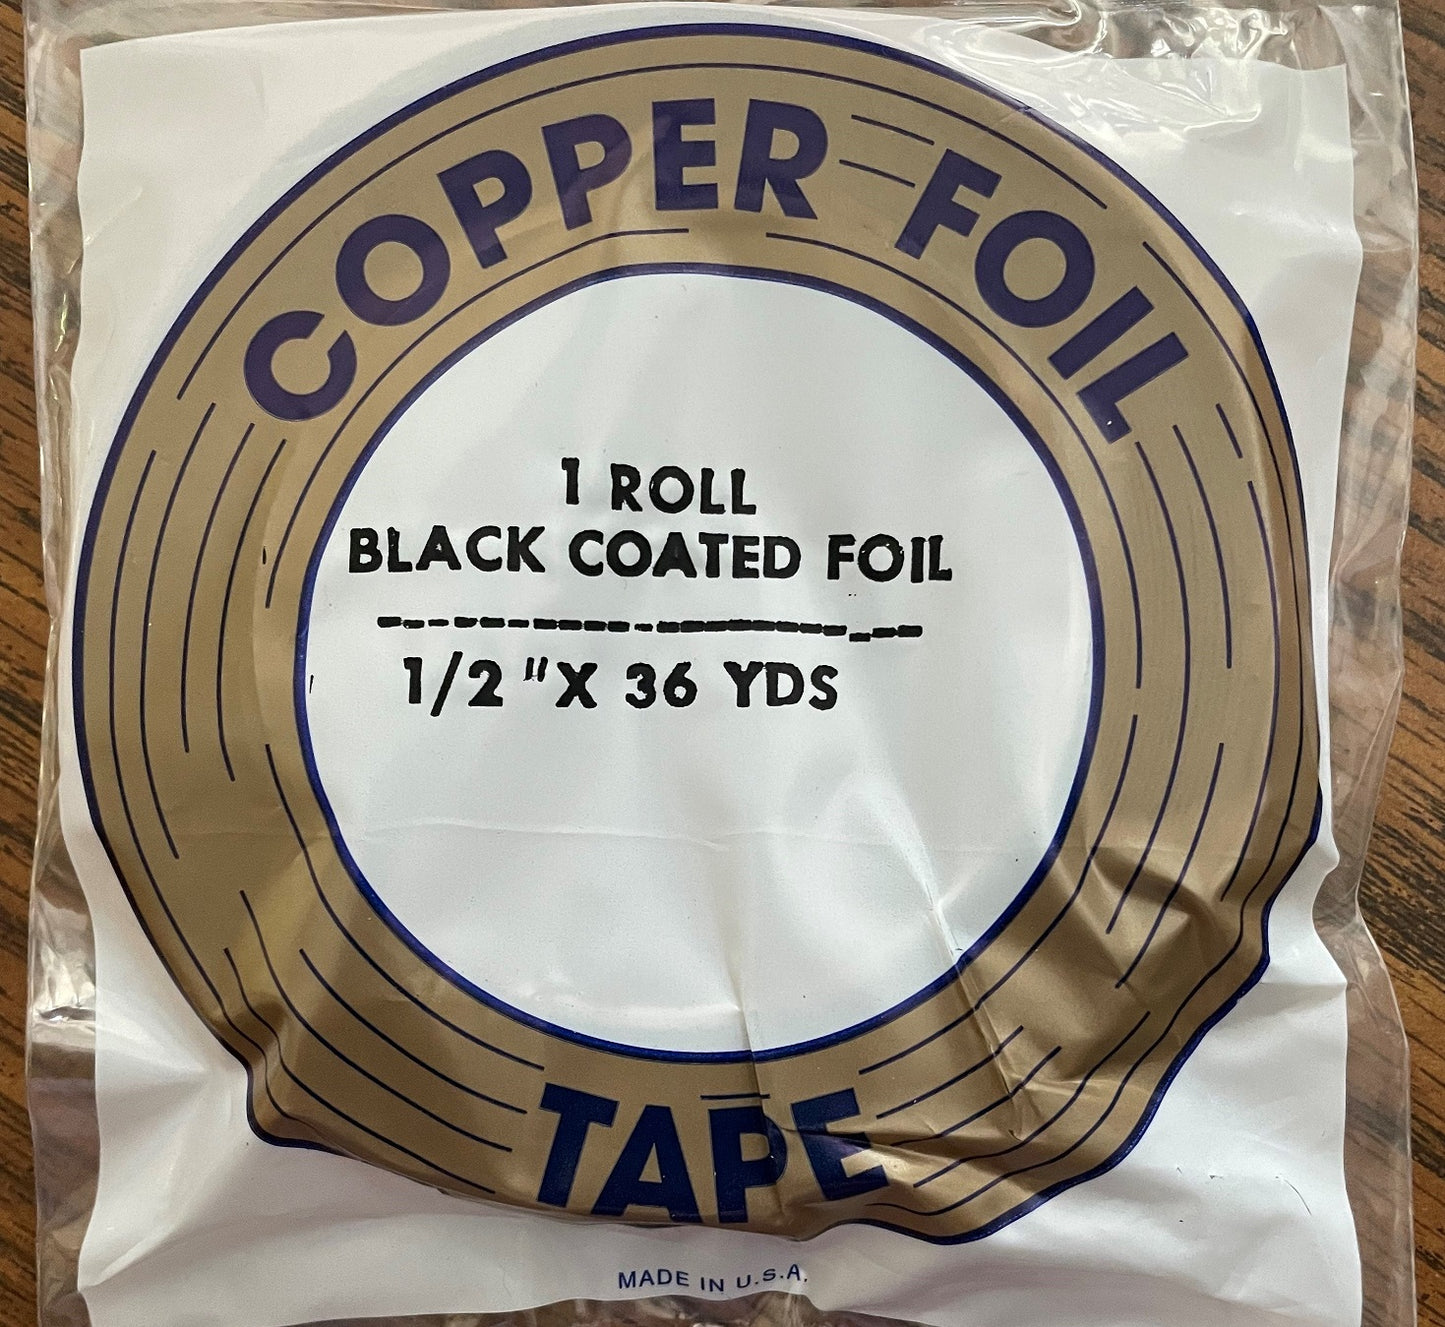 COPPER FOIL
1 ROLL
BLACK COATED FOIL
1/2 "X 36 YDS
TAPE
MADE IN U.S.A.